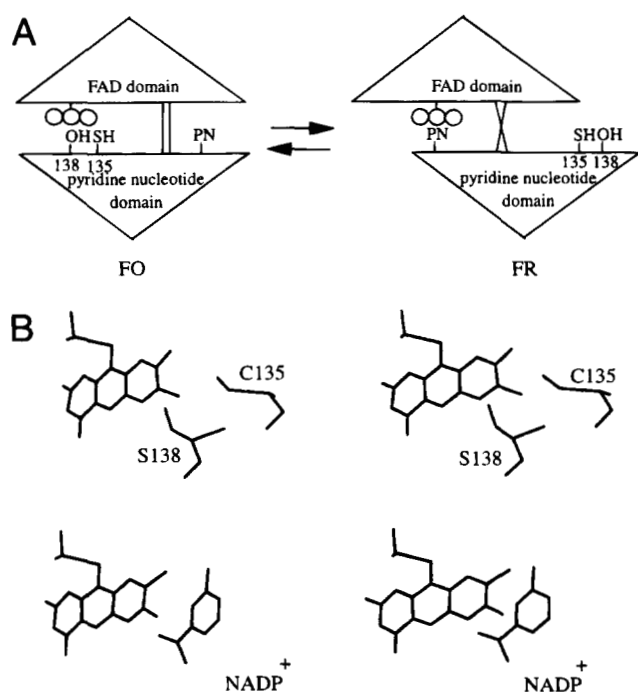 A
FAD domain
OH SH
PN
138
135
pyridine nucleotide
domain
FO
FAD domain
PN
SH OH
135 138
pyridine nucleotide
domain
FR
B
C135
S138
C135
S138
NADP+
NADP+